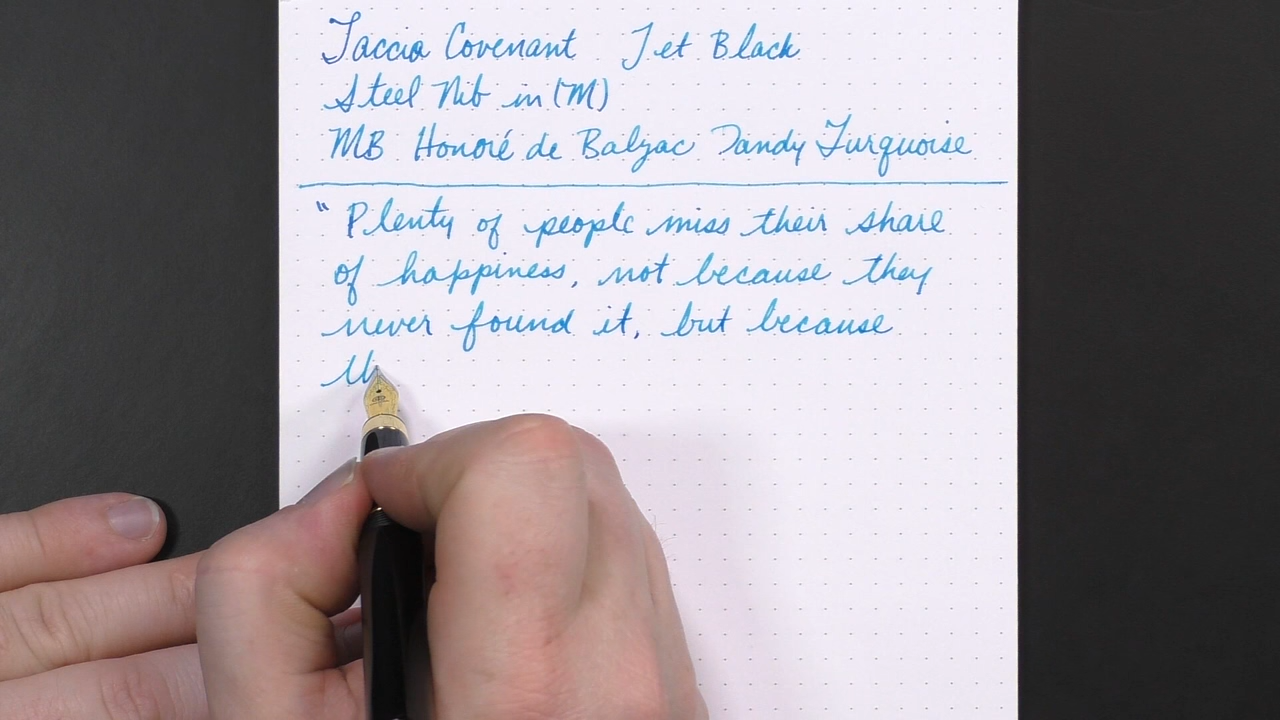 Taccia Covenant Jet Black
Steel Nib in (M)
MB Honoré de Balzac Dandy Turquoise
"Plenty of people miss their share
of happiness, not because they
never found it, but because
th